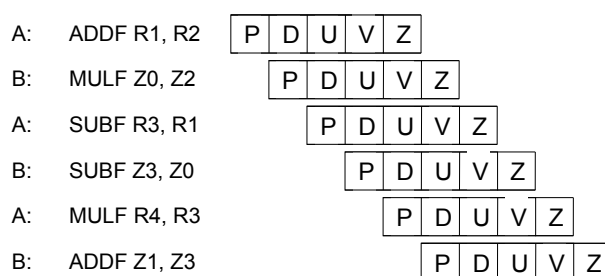 A: ADDF R1, R2 P D U V Z
B: MULF Z0, Z2 P D U V Z
A: SUBF R3, R1 P D U V Z
B: SUBF Z3, Z0 P D U V Z
A: MULF R4, R3 P D U V Z
B: ADDF Z1, Z3 P D U V Z